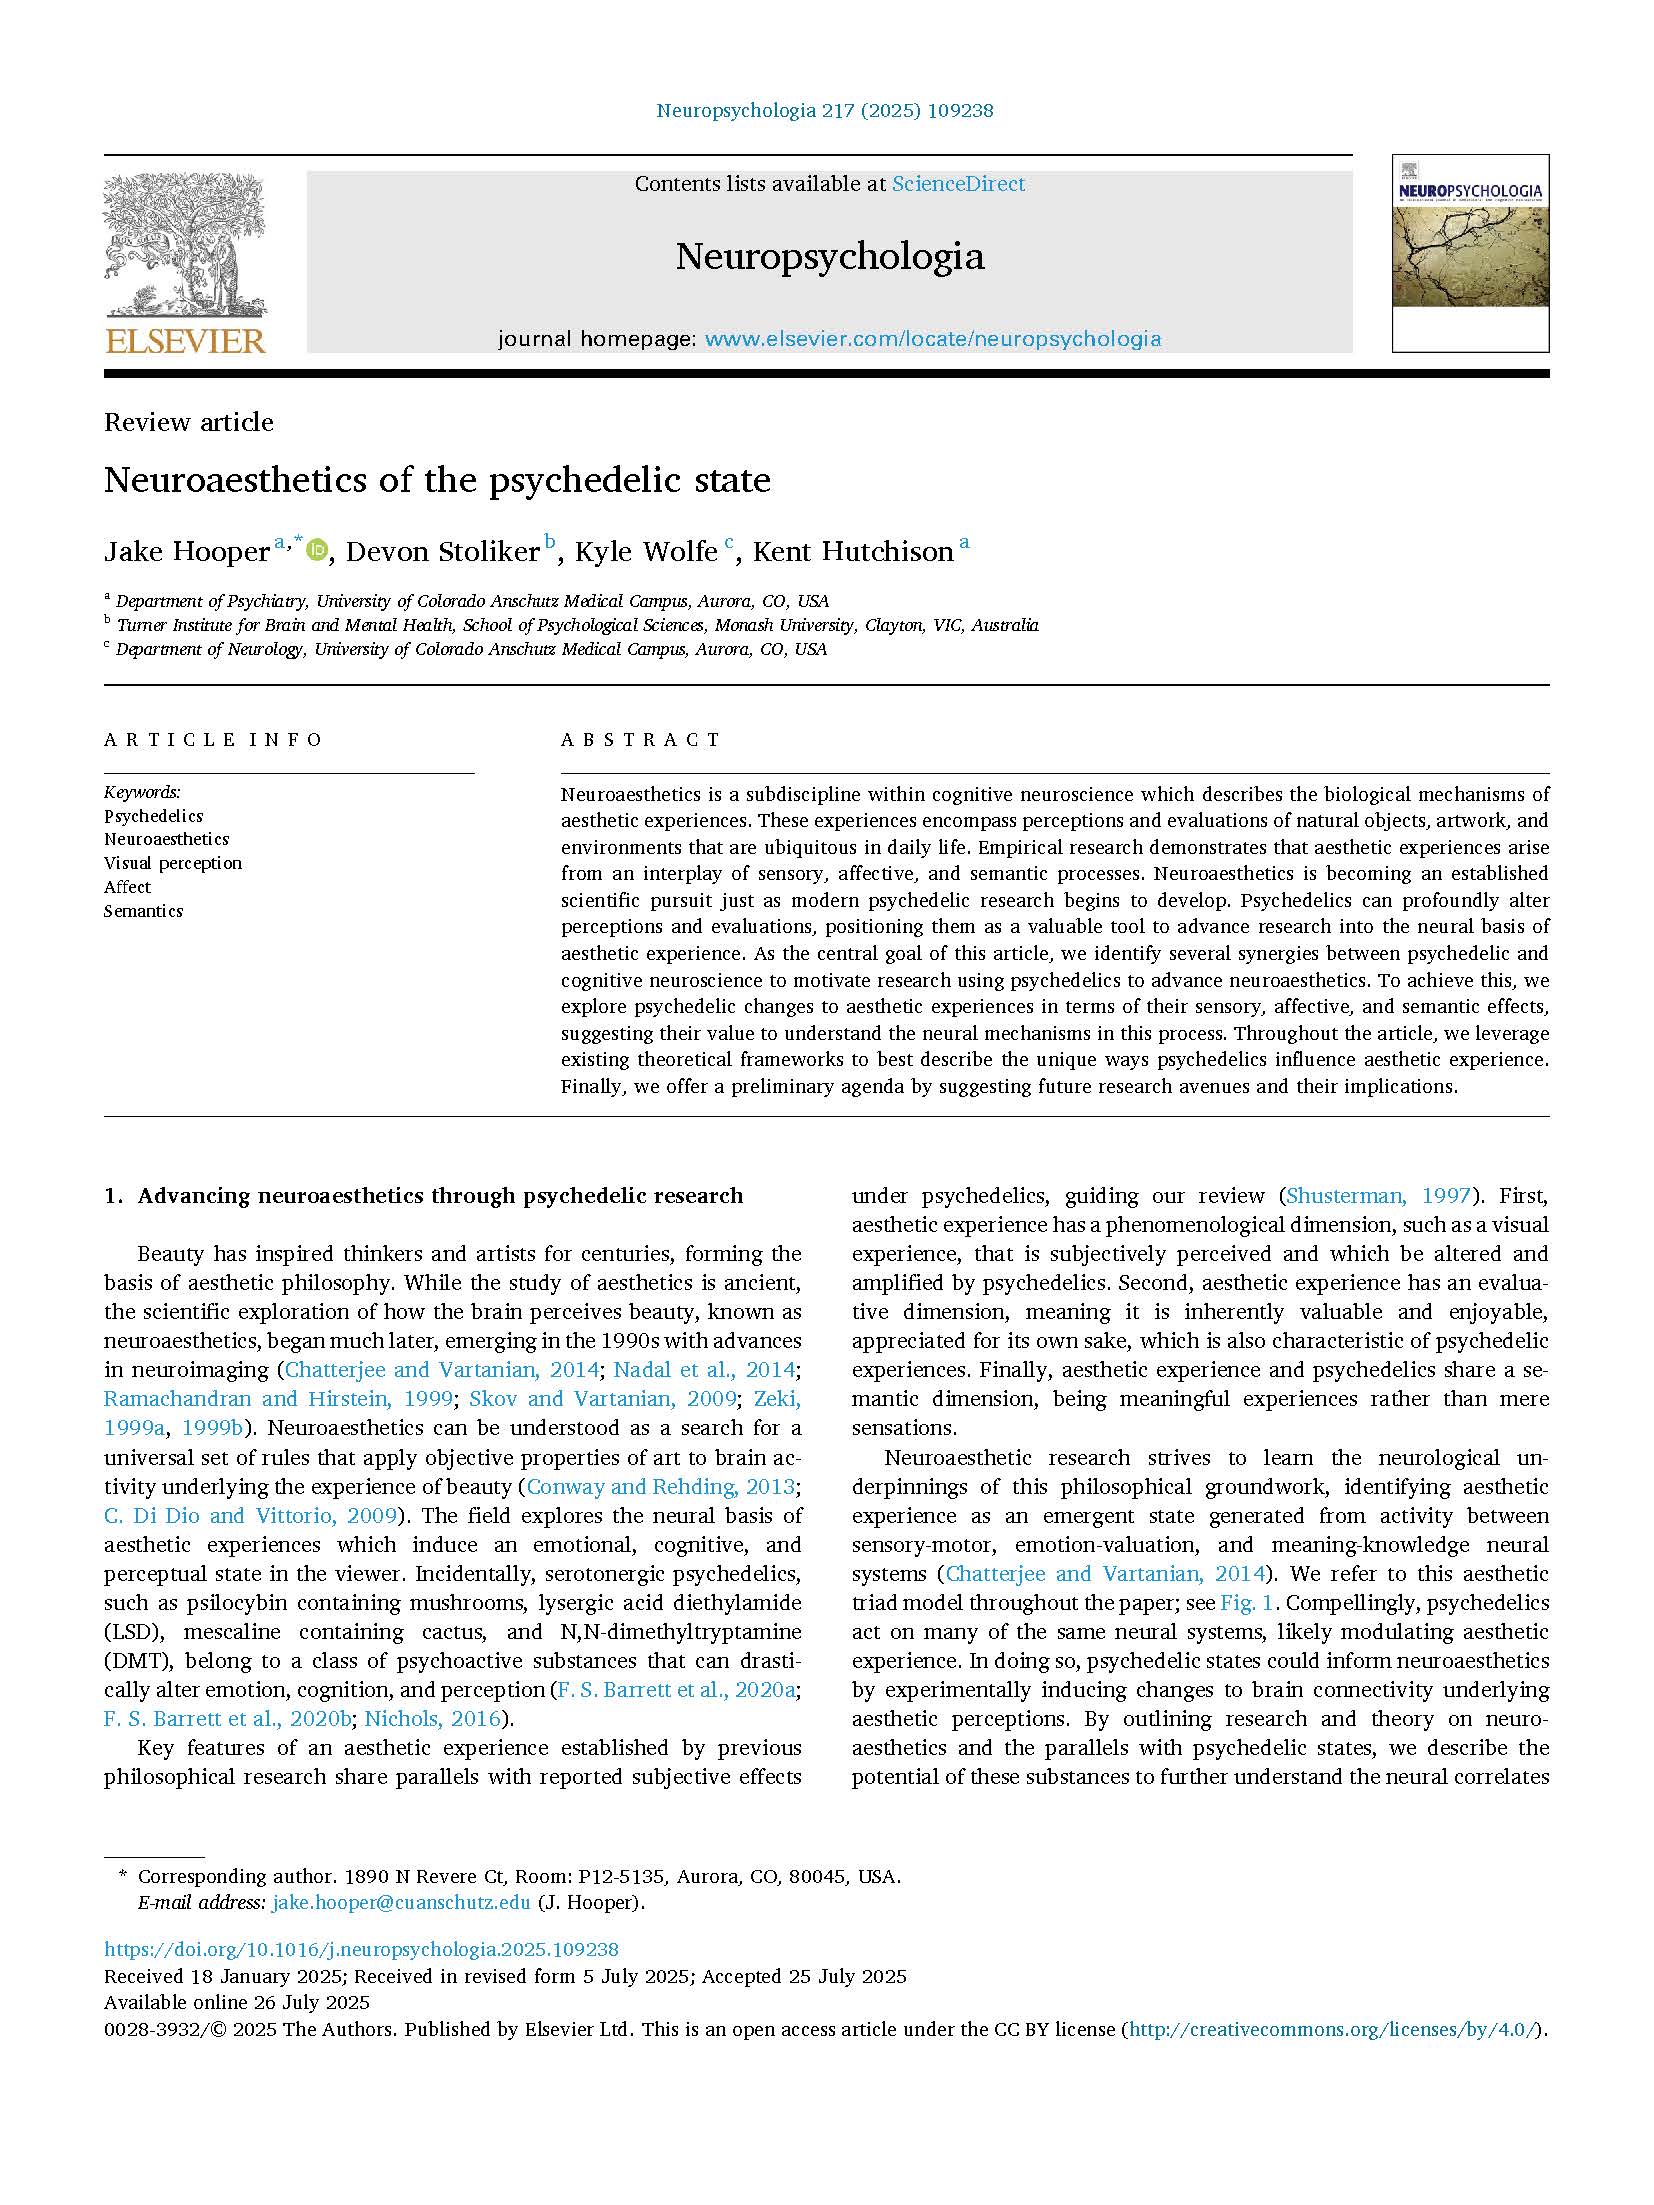 Neuropsychologia 217 (2025) 109238
Contents lists available at ScienceDirect
Neuropsychologia
journal homepage: www.elsevier.com/locate/neuropsychologia
ELSEVIER
NEUROPSYCHOLOGIA
Review article
Neuroaesthetics of the psychedelic state
Jake Hooper a,* iD, Devon Stoliker b, Kyle Wolfe c, Kent Hutchison a
a Department of Psychiatry, University of Colorado Anschutz Medical Campus, Aurora, CO, USA
b Turner Institute for Brain and Mental Health, School of Psychological Sciences, Monash University, Clayton, VIC, Australia
c Department of Neurology, University of Colorado Anschutz Medical Campus, Aurora, CO, USA
ARTICLE INFO
Keywords:
Psychedelics
Neuroaesthetics
Visual perception
Affect
Semantics
ABSTRACT
Neuroaesthetics is a subdiscipline within cognitive neuroscience which describes the biological mechanisms of
aesthetic experiences. These experiences encompass perceptions and evaluations of natural objects, artwork, and
environments that are ubiquitous in daily life. Empirical research demonstrates that aesthetic experiences arise
from an interplay of sensory, affective, and semantic processes. Neuroaesthetics is becoming an established
scientific pursuit just as modern psychedelic research begins to develop. Psychedelics can profoundly alter
perceptions and evaluations, positioning them as a valuable tool to advance research into the neural basis of
aesthetic experience. As the central goal of this article, we identify several synergies between psychedelic and
cognitive neuroscience to motivate research using psychedelics to advance neuroaesthetics. To achieve this, we
explore psychedelic changes to aesthetic experiences in terms of their sensory, affective, and semantic effects,
suggesting their value to understand the neural mechanisms in this process. Throughout the article, we leverage
existing theoretical frameworks to best describe the unique ways psychedelics influence aesthetic experience.
Finally, we offer a preliminary agenda by suggesting future research avenues and their implications.
1. Advancing neuroaesthetics through psychedelic research
Beauty has inspired thinkers and artists for centuries, forming the
basis of aesthetic philosophy. While the study of aesthetics is ancient,
the scientific exploration of how the brain perceives beauty, known as
neuroaesthetics, began much later, emerging in the 1990s with advances
in neuroimaging (Chatterjee and Vartanian, 2014; Nadal et al., 2014;
Ramachandran and Hirstein, 1999; Skov and Vartanian, 2009; Zeki,
1999a, 1999b). Neuroaesthetics can be understood as a search for a
universal set of rules that apply objective properties of art to brain ac-
tivity underlying the experience of beauty (Conway and Rehding, 2013;
C. Di Dio and Vittorio, 2009). The field explores the neural basis of
aesthetic experiences which induce an emotional, cognitive, and
perceptual state in the viewer. Incidentally, serotonergic psychedelics,
such as psilocybin containing mushrooms, lysergic acid diethylamide
(LSD), mescaline containing cactus, and N,N-dimethyltryptamine
(DMT), belong to a class of psychoactive substances that can drasti-
cally alter emotion, cognition, and perception (F. S. Barrett et al., 2020a;
F. S. Barrett et al., 2020b; Nichols, 2016).
Key features of an aesthetic experience established by previous
philosophical research share parallels with reported subjective effects
under psychedelics, guiding our review (Shusterman, 1997). First,
aesthetic experience has a phenomenological dimension, such as a visual
experience, that is subjectively perceived and which be altered and
amplified by psychedelics. Second, aesthetic experience has an evalua-
tive dimension, meaning it is inherently valuable and enjoyable,
appreciated for its own sake, which is also characteristic of psychedelic
experiences. Finally, aesthetic experience and psychedelics share a se-
mantic dimension, being meaningful experiences rather than mere
sensations.
Neuroaesthetic research strives to learn the neurological un-
derpinnings of this philosophical groundwork, identifying aesthetic
experience as an emergent state generated from activity between
sensory-motor, emotion-valuation, and meaning-knowledge neural
systems (Chatterjee and Vartanian, 2014). We refer to this aesthetic
triad model throughout the paper; see Fig. 1. Compellingly, psychedelics
act on many of the same neural systems, likely modulating aesthetic
experience. In doing so, psychedelic states could inform neuroaesthetics
by experimentally inducing changes to brain connectivity underlying
aesthetic perceptions. By outlining research and theory on neuro-
aesthetics and the parallels with psychedelic states, we describe the
potential of these substances to further understand the neural correlates
* Corresponding author. 1890 N Revere Ct, Room: P12-5135, Aurora, CO, 80045, USA.
E-mail address: jake.hooper@cuanschutz.edu (J. Hooper).
https://doi.org/10.1016/j.neuropsychologia.2025.109238
Received 18 January 2025; Received in revised form 5 July 2025; Accepted 25 July 2025
Available online 26 July 2025
0028-3932/© 2025 The Authors. Published by Elsevier Ltd. This is an open access article under the CC BY license (http://creativecommons.org/licenses/by/4.0/).